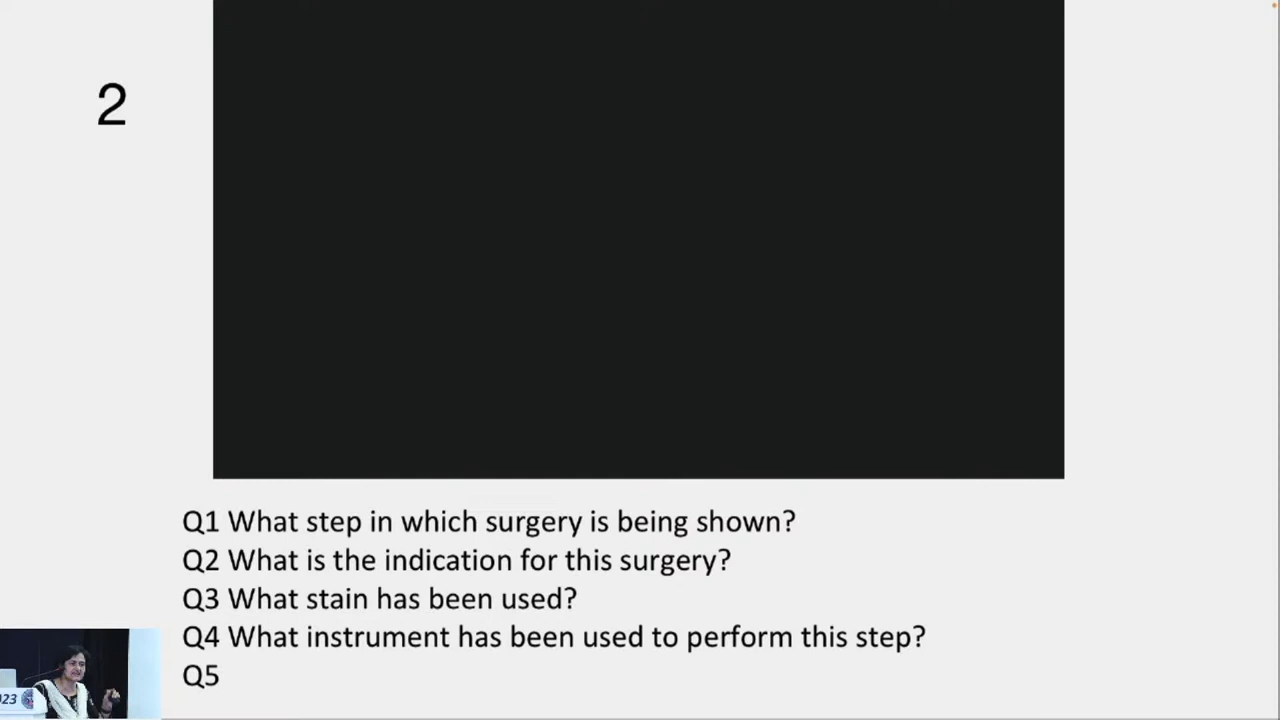 2
Q1 What step in which surgery is being shown?
Q2 What is the indication for this surgery?
Q3 What stain has been used?
Q4 What instrument has been used to perform this step?
Q5
023